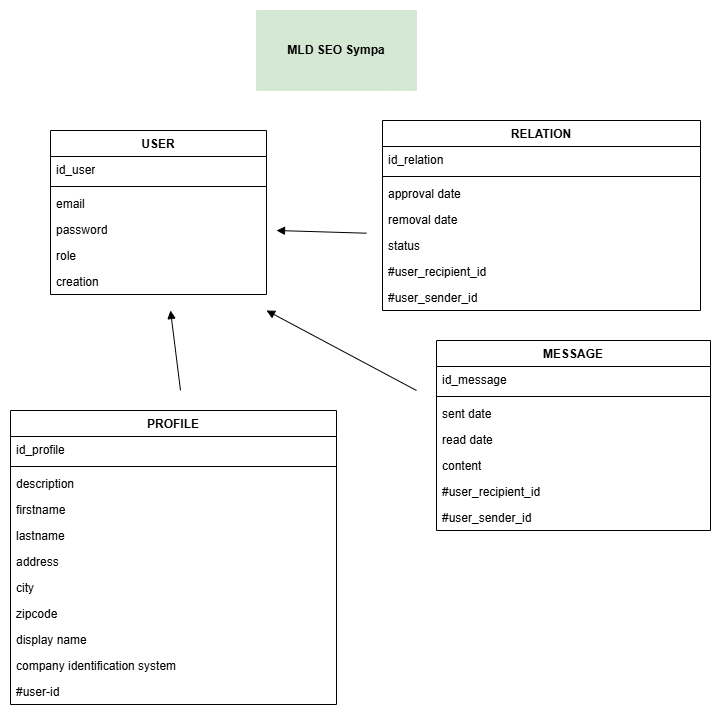 MLD SEO Sympa
USER
id_user
email
password
role
creation
RELATION
id_relation
approval date
removal date
status
#user_recipient_id
#user_sender_id
MESSAGE
id_message
sent date
read date
content
#user_recipient_id
#user_sender_id
PROFILE
id_profile
description
firstname
lastname
address
city
zipcode
display name
company identification system
#user-id